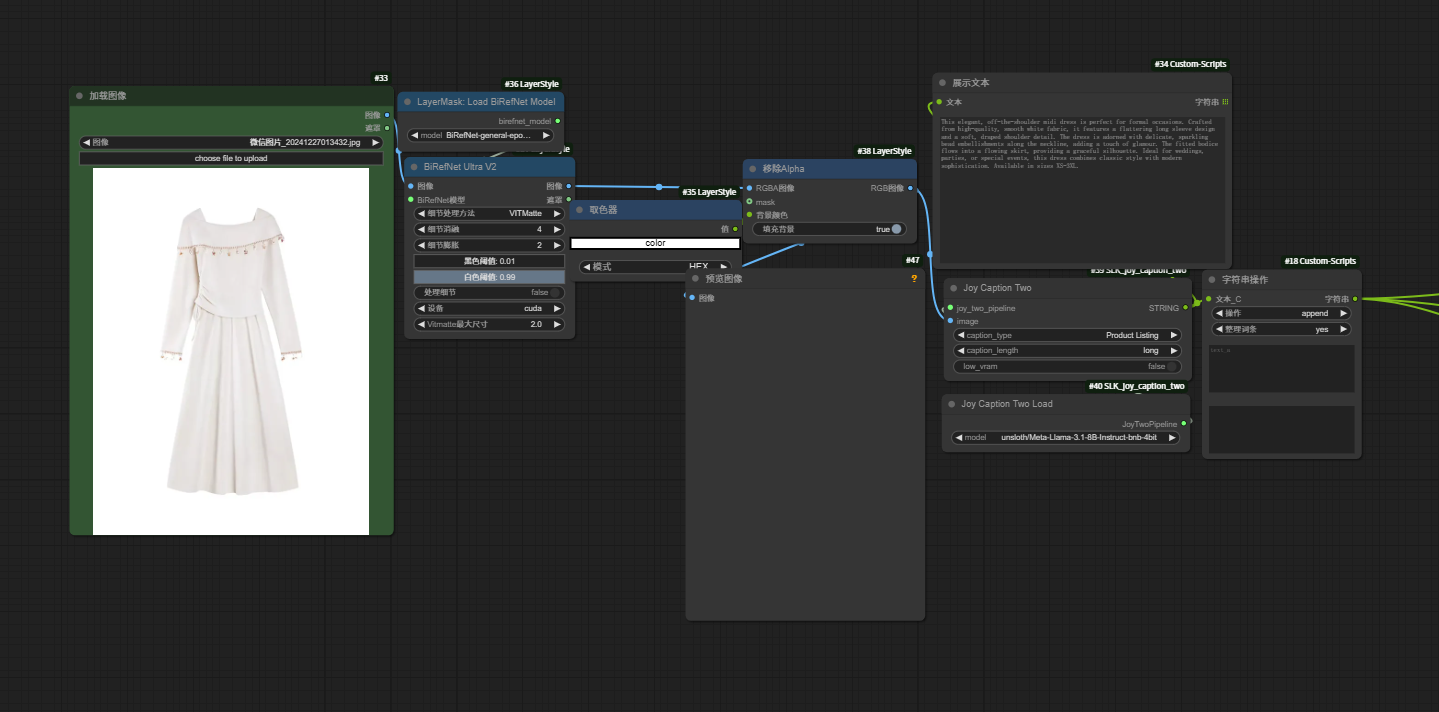 #33
加载图像
图像
遮罩
图像 微信图片_20241227013432.jpg
choose file to upload
#36 LayerStyle
LayerMask: Load BiRefNet Model
birefnet_model
model BiRefNet-general-epo...
BiRefNet Ultra V2
图像 图像
BiRefNet模型 遮罩
细节处理方法 VITMatte
细节消融 4
细节膨胀 2
黑色阈值: 0.01
白色阈值: 0.99
处理细节 false
设备 cuda
Vitmatte最大尺寸 2.0
#35 LayerStyle
取色器
值
color
模式 HEX
#38 LayerStyle
移除Alpha
RGBA图像 RGB图像
mask
背景颜色
填充背景 true
#47
预览图像 ?
图像
#34 Custom-Scripts
展示文本
文本 字符串
This elegant, off-the-shoulder midi dress is perfect for formal occasions. Crafted
from high-quality, smooth white fabric, it features a flattering long sleeve design
and a soft, draped shoulder detail. The dress is adorned with delicate, sparkling
bead embellishments along the neckline, adding a touch of glamour. The fitted bodice
flows into a flowing skirt, providing a graceful silhouette. Ideal for weddings,
parties, or special events, this dress combines classic style with modern
sophistication. Available in sizes XS-3XL.
#39 SLK_joy_caption_two
Joy Caption Two
joy_two_pipeline STRING
image
caption_type Product Listing
caption_length long
low_vram false
#40 SLK_joy_caption_two
Joy Caption Two Load
JoyTwoPipeline
model unsloth/Meta-Llama-3.1-8B-Instruct-bnb-4bit
#18 Custom-Scripts
字符串操作
文本_C 字符串
操作 append
整理词条 yes
text_a